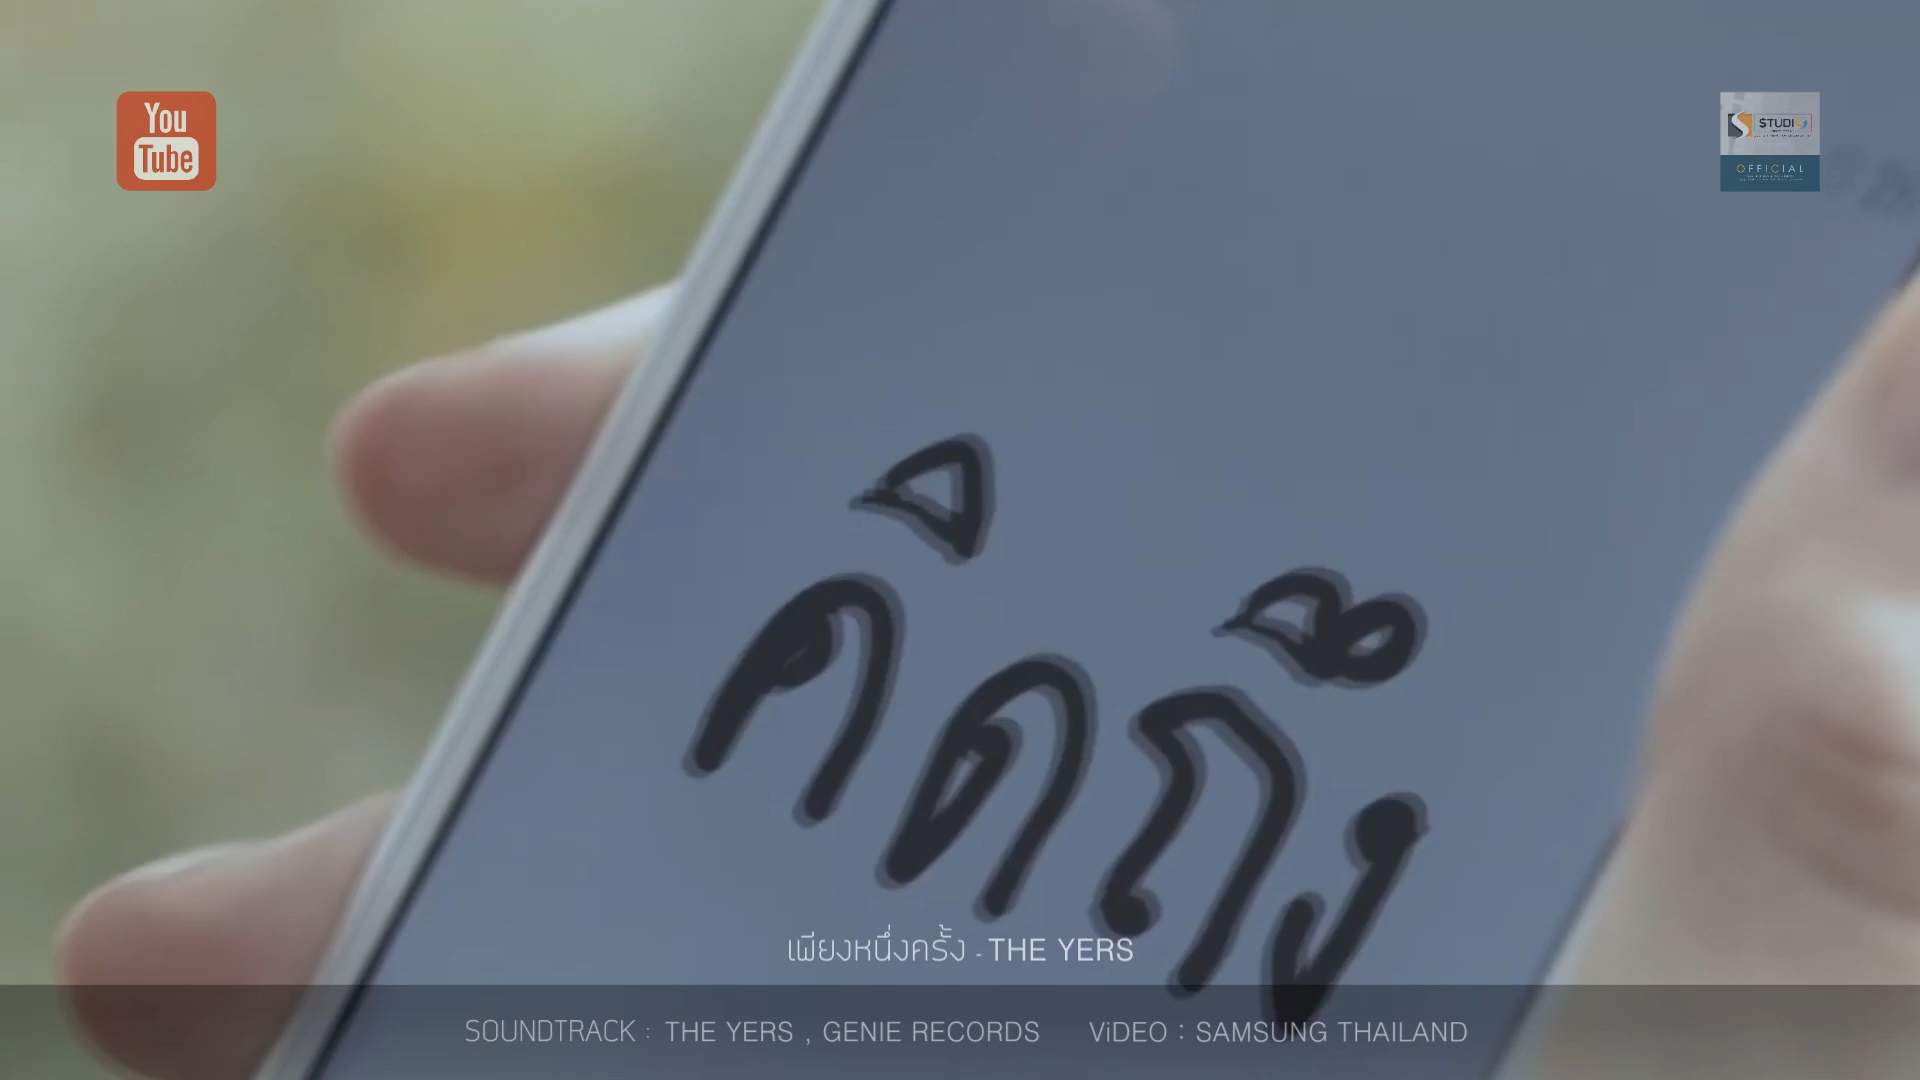 You
Tube
STUDIO
OFFICIAL
คิดถึง
เพียงหนึ่งครั้ง - THE YERS
SOUNDTRACK : THE YERS , GENIE RECORDS ViDEO : SAMSUNG THAILAND